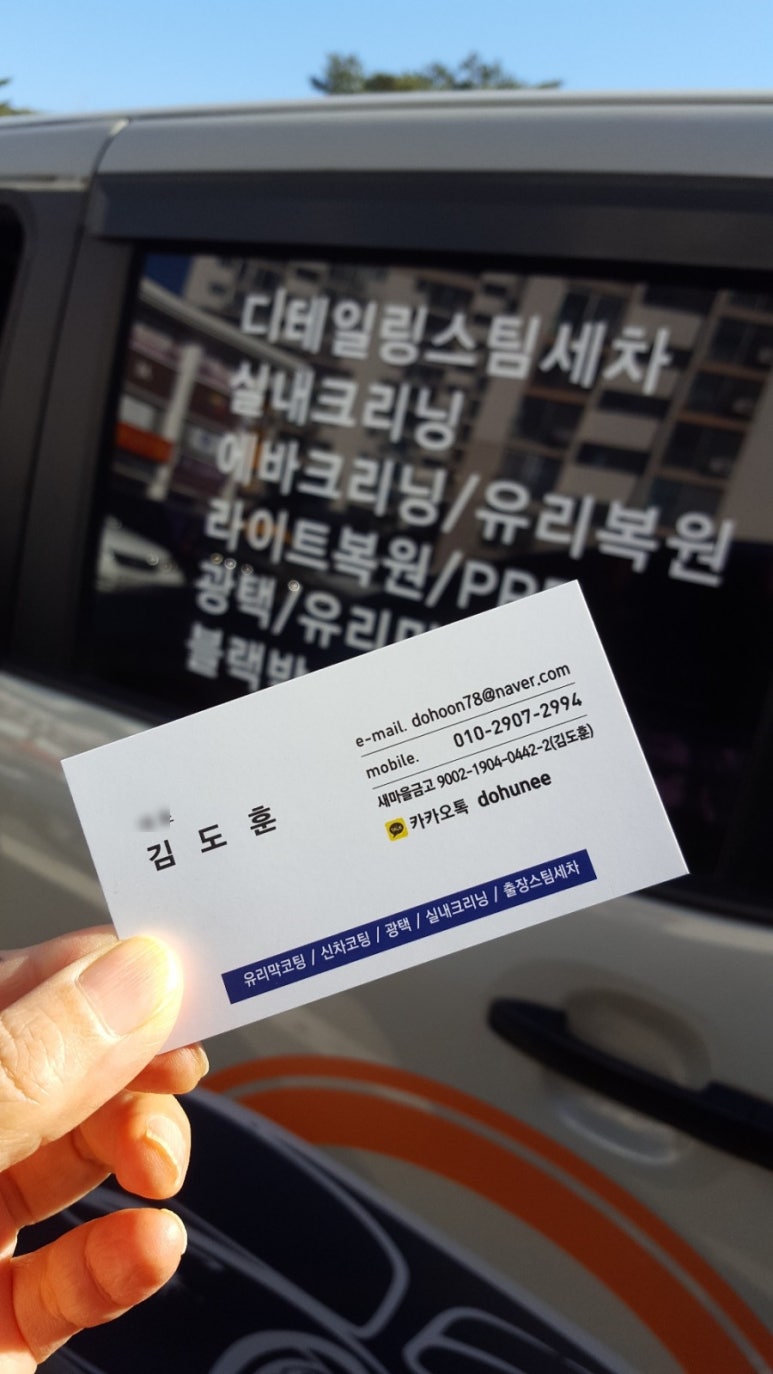 디테일링스팀세차
실내크리닝
에바크리닝/유리복원
라이트복원/PP
광택/유리
블랙박
e-mail. dohoon78@naver.com
mobile. 010-2907-2994
새마을금고 9002-1904-0442-2(김도훈)
TALK 카카오톡 dohunee
김 도 훈
유리막코팅 / 신차코팅 / 광택 / 실내크리닝 / 출장스팀세차